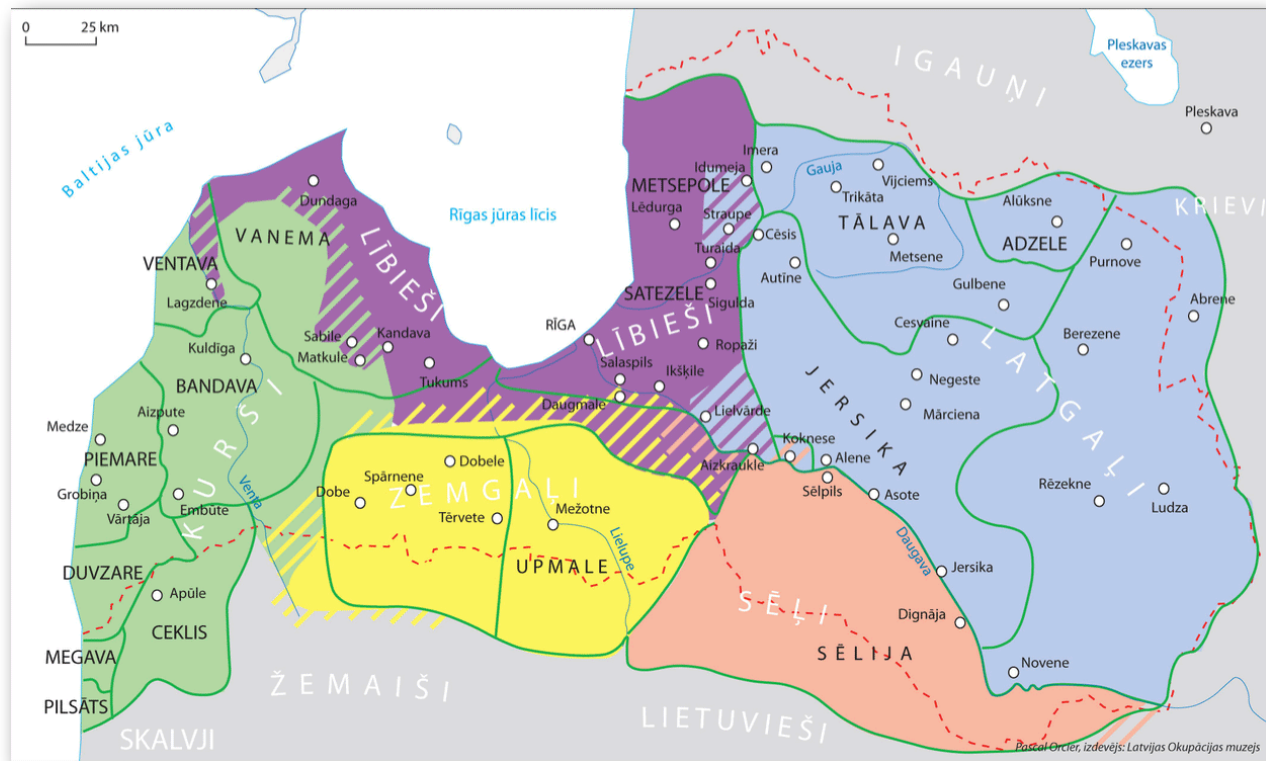 0 25 km
IGAUŅI
Pleskavas
ezers
Pleskava
Baltijas jūra
Imera
Idumeja
Gauja
Vijciems
METSEPOLE
Trikāta
Dundaga
Lēdurga
Straupe
TĀLAVA
Alūksne
KRIEVI
Rīgas jūras līcis
VANEMA
LĪBIEŠI
Cēsis
ADZELE
Turaida
Metsene
Purnove
VENTAVA
Autīne
Lagzdene
SATEZELE
Sigulda
Gulbene
Abrene
RĪGA
LĪBIEŠI
Cesvaine
Sabile
Kandava
Ropaži
LATGAĻI
Berezene
Kuldīga
Matkule
Tukums
Salaspils
Ikšķile
JERSIKA
Negeste
BANDAVA
Daugmale
Lielvārde
Mārciena
KURSI
Aizpute
Medze
Koknese
PIEMARE
Dobele
Aizkraukle
Alene
Grobiņa
Spārnene
ŽEMGAĻI
Sēlpils
Rēzekne
Embūte
Venta
Dobe
Asote
Ludza
Vārtāja
Tērvete
Mežotne
Lielupe
Daugava
DUVZARE
UPMALE
Jersika
Apūle
SĒĻI
Dignāja
CEKLIS
SĒLIJA
MEGAVA
Novene
ŽEMAIŠI
PILSĀTS
LIETUVIEŠI
SKALVJI
Pascal Orcier, izdevējs: Latvijas Okupācijas muzejs